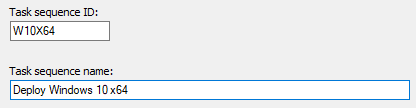 Task sequence ID:
W10X64
Task sequence name:
Deploy Windows 10 x64